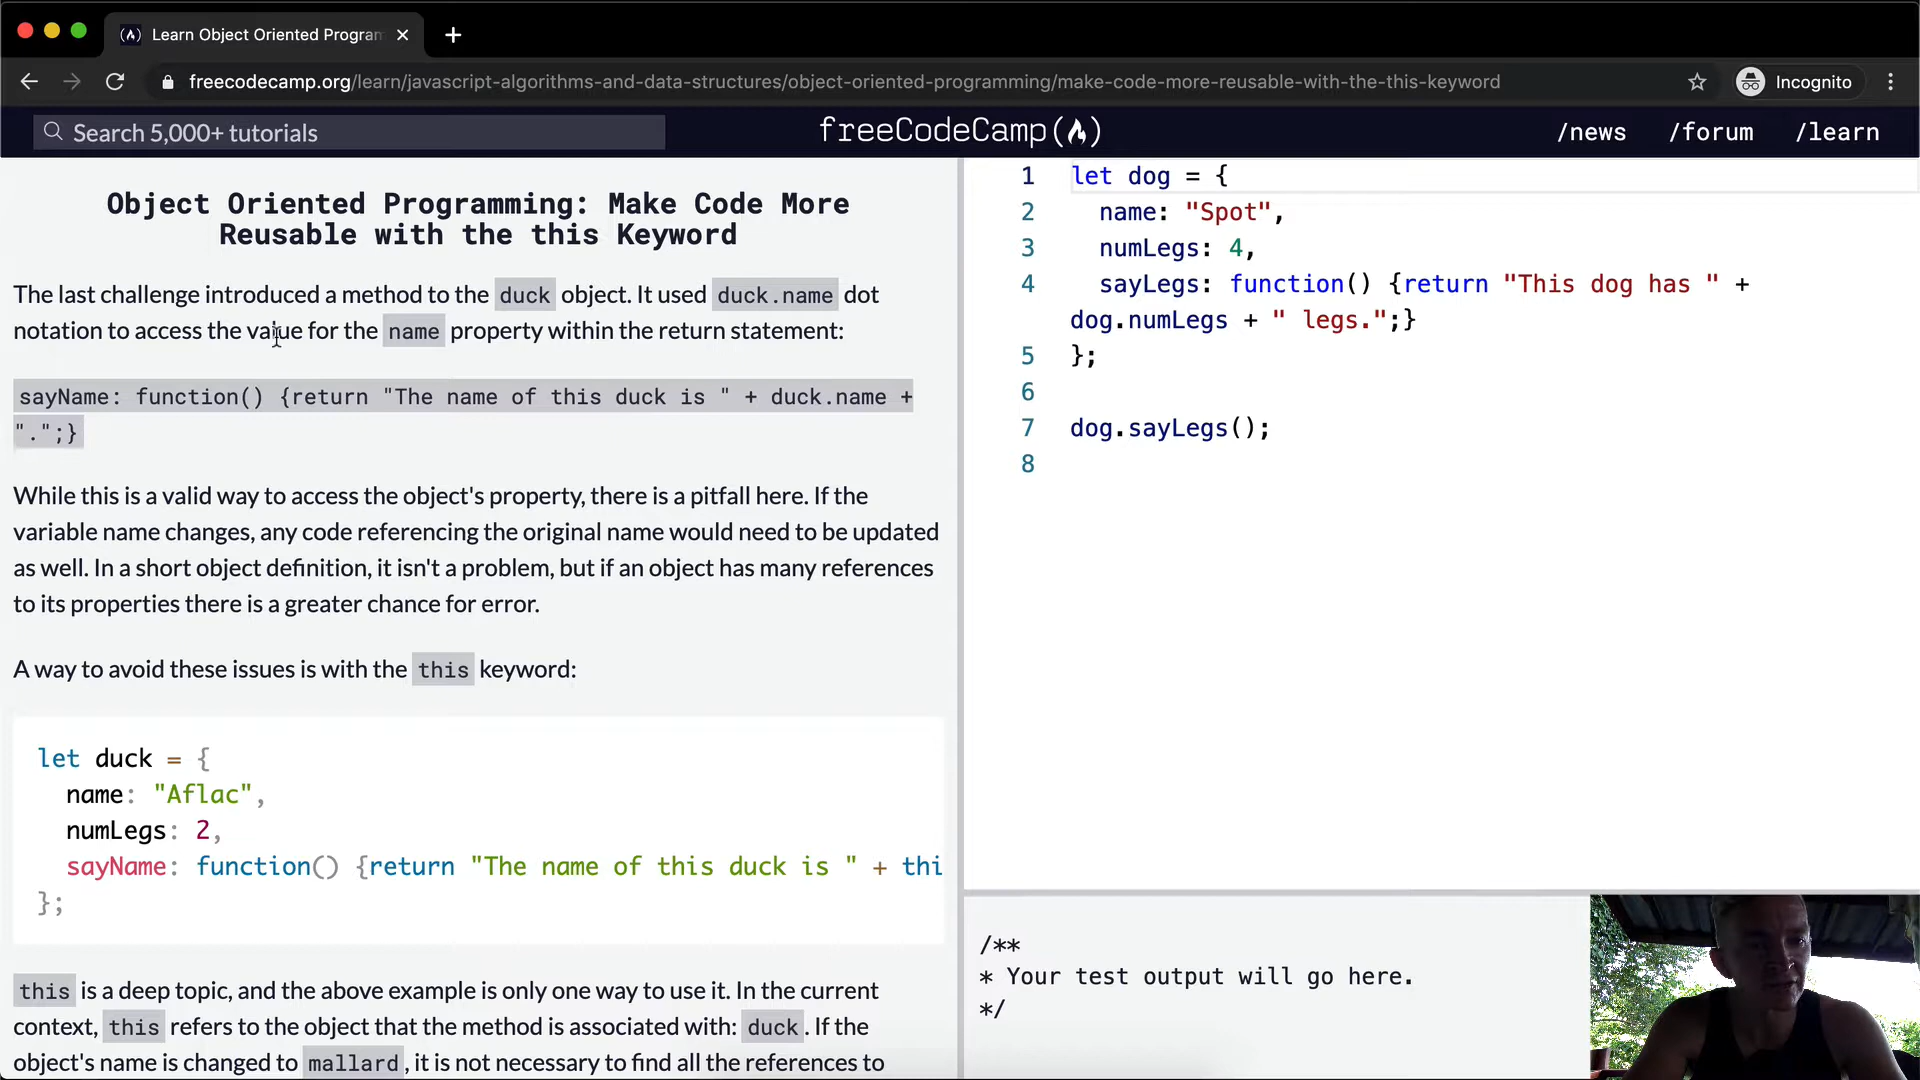 Learn Object Oriented Program
freecodecamp.org/learn/javascript-algorithms-and-data-structures/object-oriented-programming/make-code-more-reusable-with-the-this-keyword
Incognito
Search 5,000+ tutorials
freeCodeCamp
/news
/forum
/learn
Object Oriented Programming: Make Code More
Reusable with the this Keyword
The last challenge introduced a method to the duck object. It used duck.name dot
notation to access the value for the name property within the return statement:
sayName: function() {return "The name of this duck is " + duck.name +
".";}
While this is a valid way to access the object's property, there is a pitfall here. If the
variable name changes, any code referencing the original name would need to be updated
as well. In a short object definition, it isn't a problem, but if an object has many references
to its properties there is a greater chance for error.
A way to avoid these issues is with the this keyword:
let duck = {
  name: "Aflac",
  numLegs: 2,
  sayName: function() {return "The name of this duck is " + thi
};
this is a deep topic, and the above example is only one way to use it. In the current
context, this refers to the object that the method is associated with: duck. If the
object's name is changed to mallard, it is not necessary to find all the references to
1 let dog = {
2   name: "Spot",
3   numLegs: 4,
4   sayLegs: function() {return "This dog has " +
dog.numLegs + " legs.";}
5 };
6
7 dog.sayLegs();
8
/**
* Your test output will go here.
*/